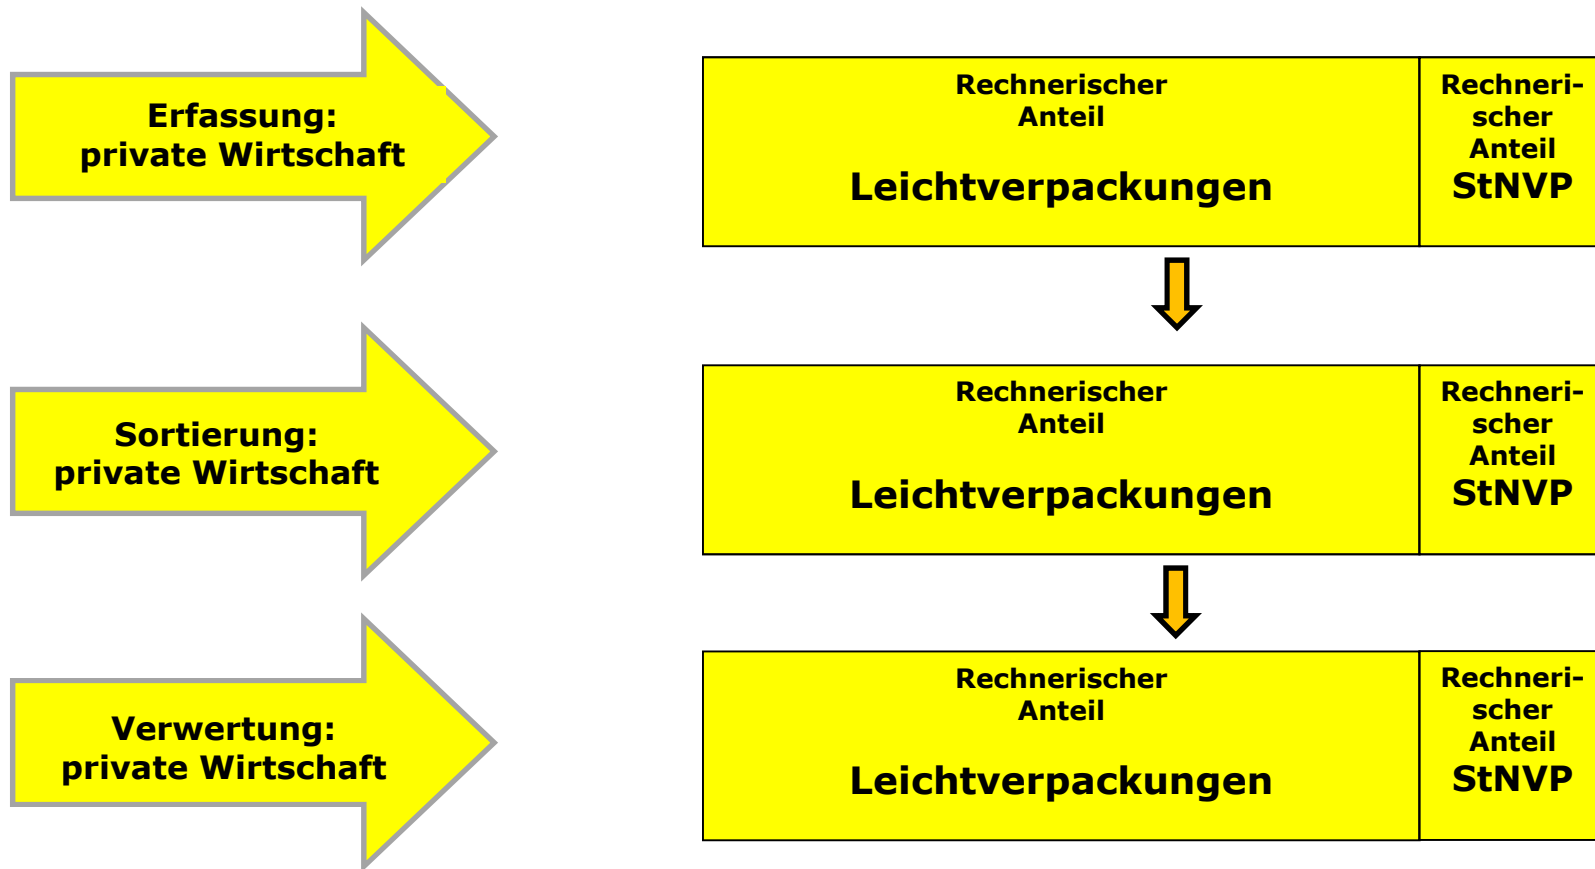 Erfassung:
private Wirtschaft
Rechnerischer
Anteil
Leichtverpackungen
Rechneri-
scher
Anteil
StNVP
Sortierung:
private Wirtschaft
Rechnerischer
Anteil
Leichtverpackungen
Rechneri-
scher
Anteil
StNVP
Verwertung:
private Wirtschaft
Rechnerischer
Anteil
Leichtverpackungen
Rechneri-
scher
Anteil
StNVP